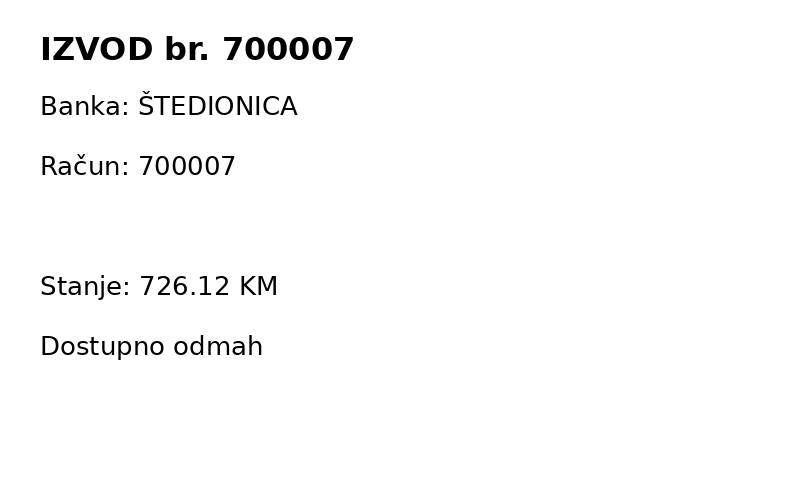 IZVOD br. 700007
Banka: ŠTEDIONICA
Račun: 700007
Stanje: 726.12 KM
Dostupno odmah